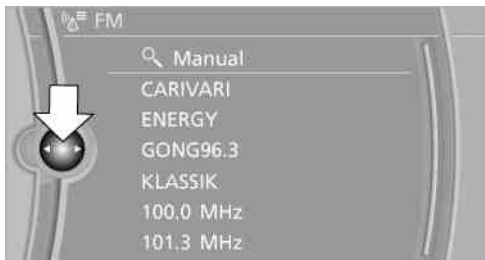 FM
Manual
CARIVARI
ENERGY
GONG96.3
KLASSIK
100.0 MHz
101.3 MHz